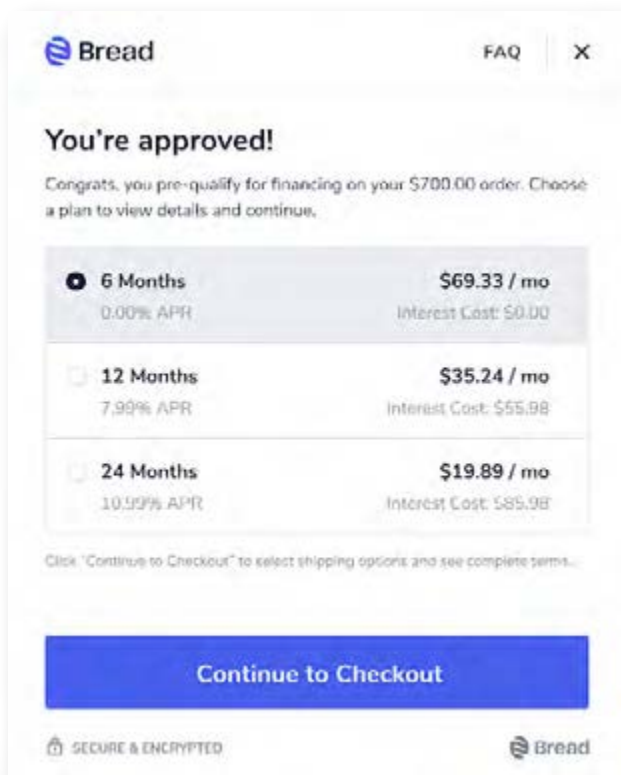 Bread FAQ ×
You're approved!
Congrats, you pre-qualify for financing on your $700.00 order. Choose
a plan to view details and continue.
6 Months $69.33 / mo
0.00% APR Interest Cost: $0.00
12 Months $35.24 / mo
7.99% APR Interest Cost: $55.98
24 Months $19.89 / mo
10.99% APR Interest Cost: $85.98
Click "Continue to Checkout" to select shipping options and see complete terms.
Continue to Checkout
SECURE & ENCRYPTED Bread